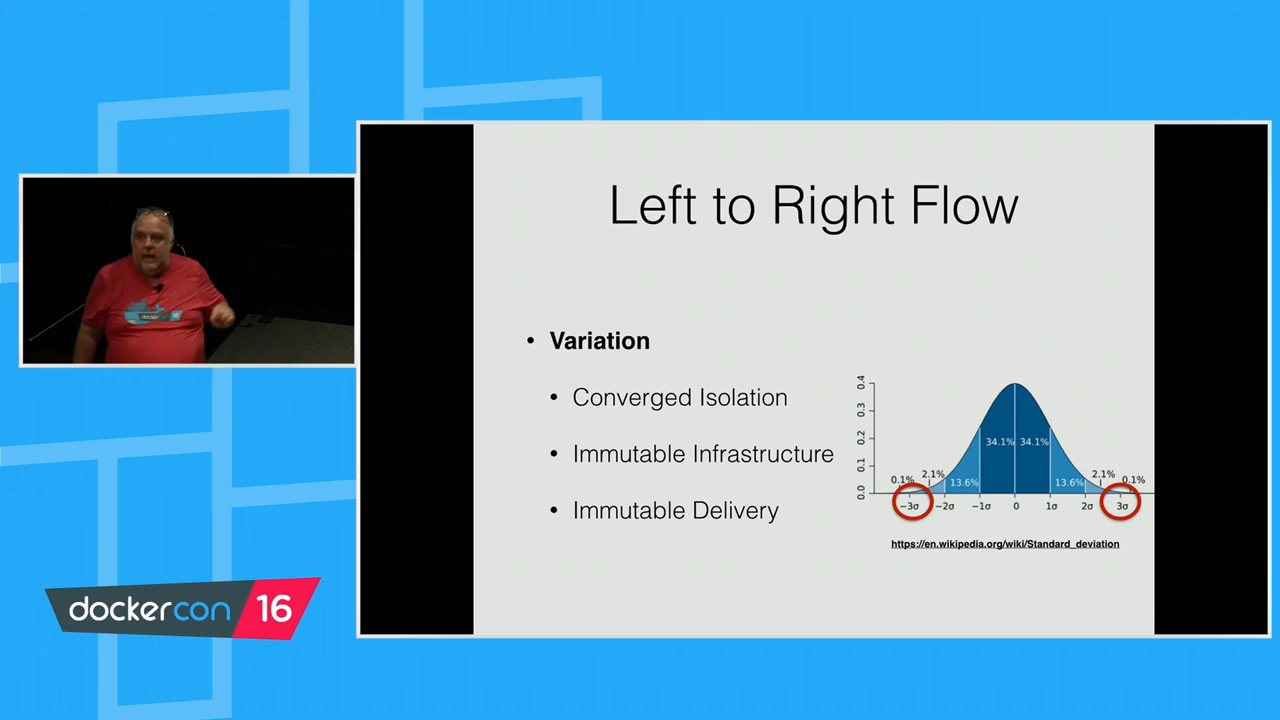 Left to Right Flow
• Variation
• Converged Isolation
• Immutable Infrastructure
• Immutable Delivery
0.4
0.3
0.2
0.1
0.0
34.1% 34.1%
0.1% 2.1% 13.6% 13.6% 2.1% 0.1%
−3σ −2σ −1σ 0 1σ 2σ 3σ
https://en.wikipedia.org/wiki/Standard_deviation
docker
dockercon 16